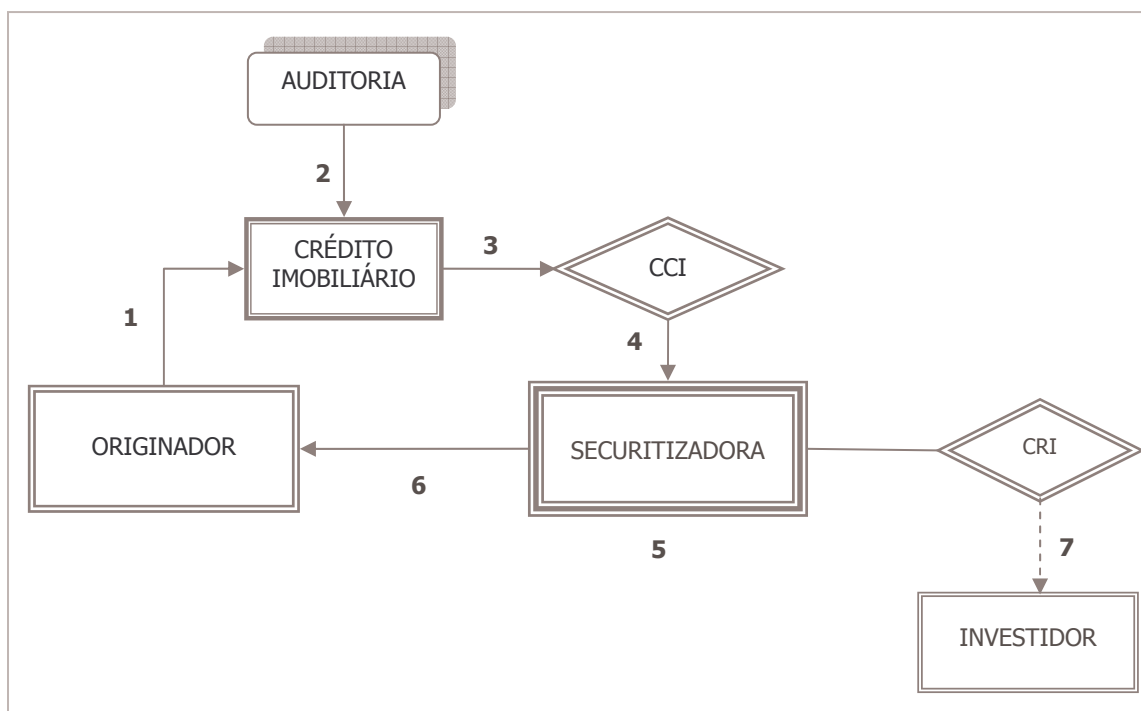 AUDITORIA
2
CRÉDITO
IMOBILIÁRIO
3
CCI
1
4
ORIGINADOR
SECURITIZADORA
CRI
6
5
7
INVESTIDOR